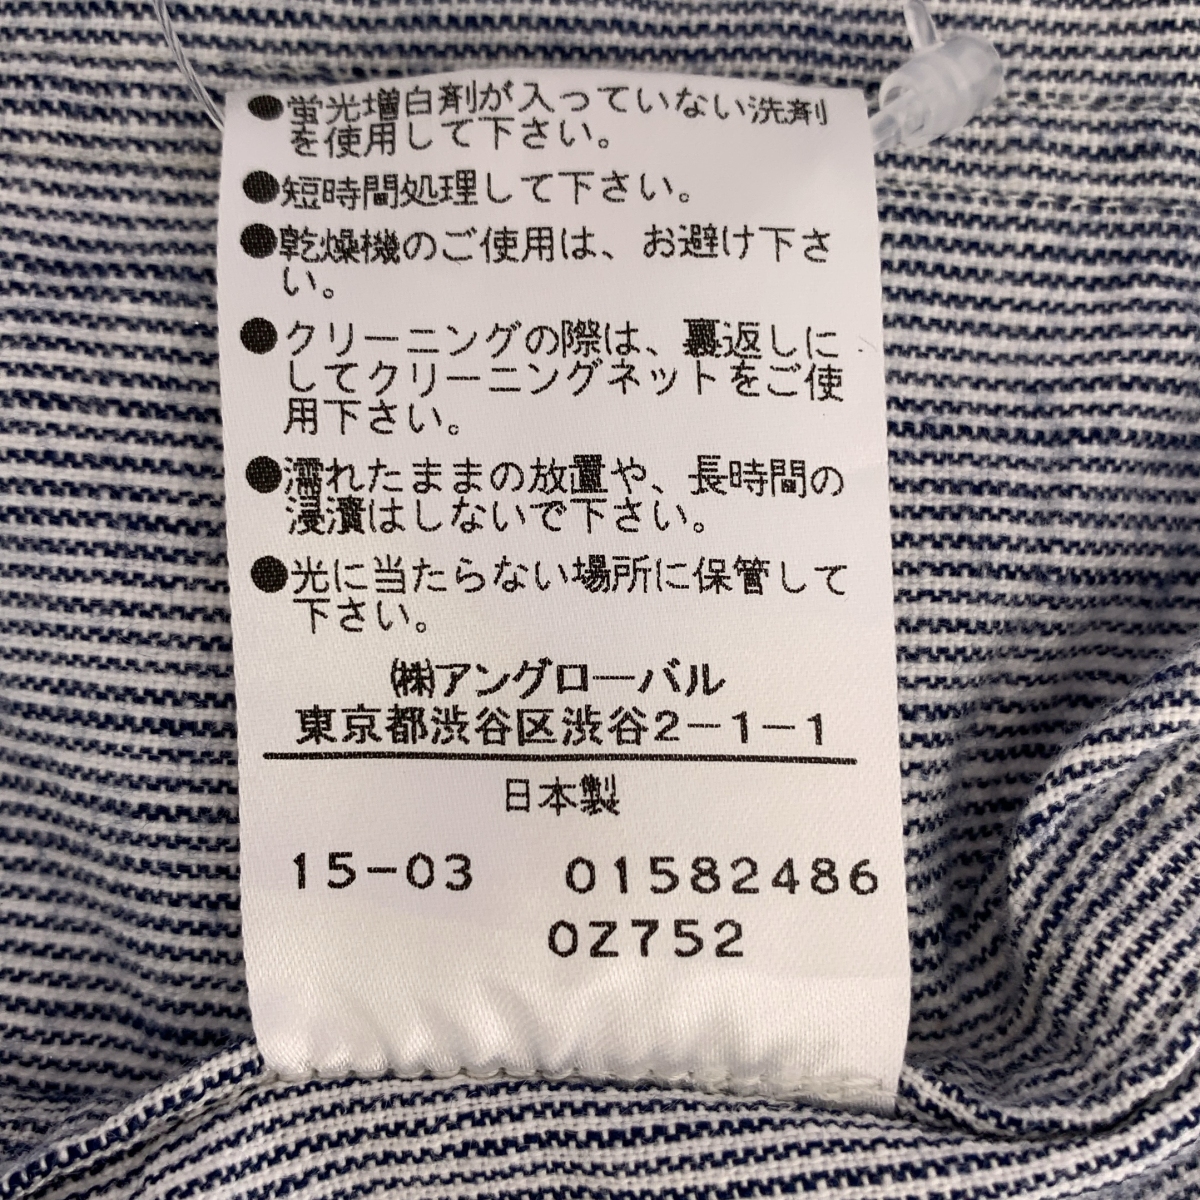 ●蛍光増白剤が入っていない洗剤
を使用して下さい。
●短時間処理して下さい。
●乾燥機のご使用は、お避け下さ
い。
●クリーニングの際は、裏返しに
してクリーニングネットをご使
用下さい。
●濡れたままの放置や、長時間の
浸漬はしないで下さい。
●光に当たらない場所に保管して
下さい。
㈱アングローバル
東京都渋谷区渋谷2-1-1
日本製
15-03 01582486
0Z752